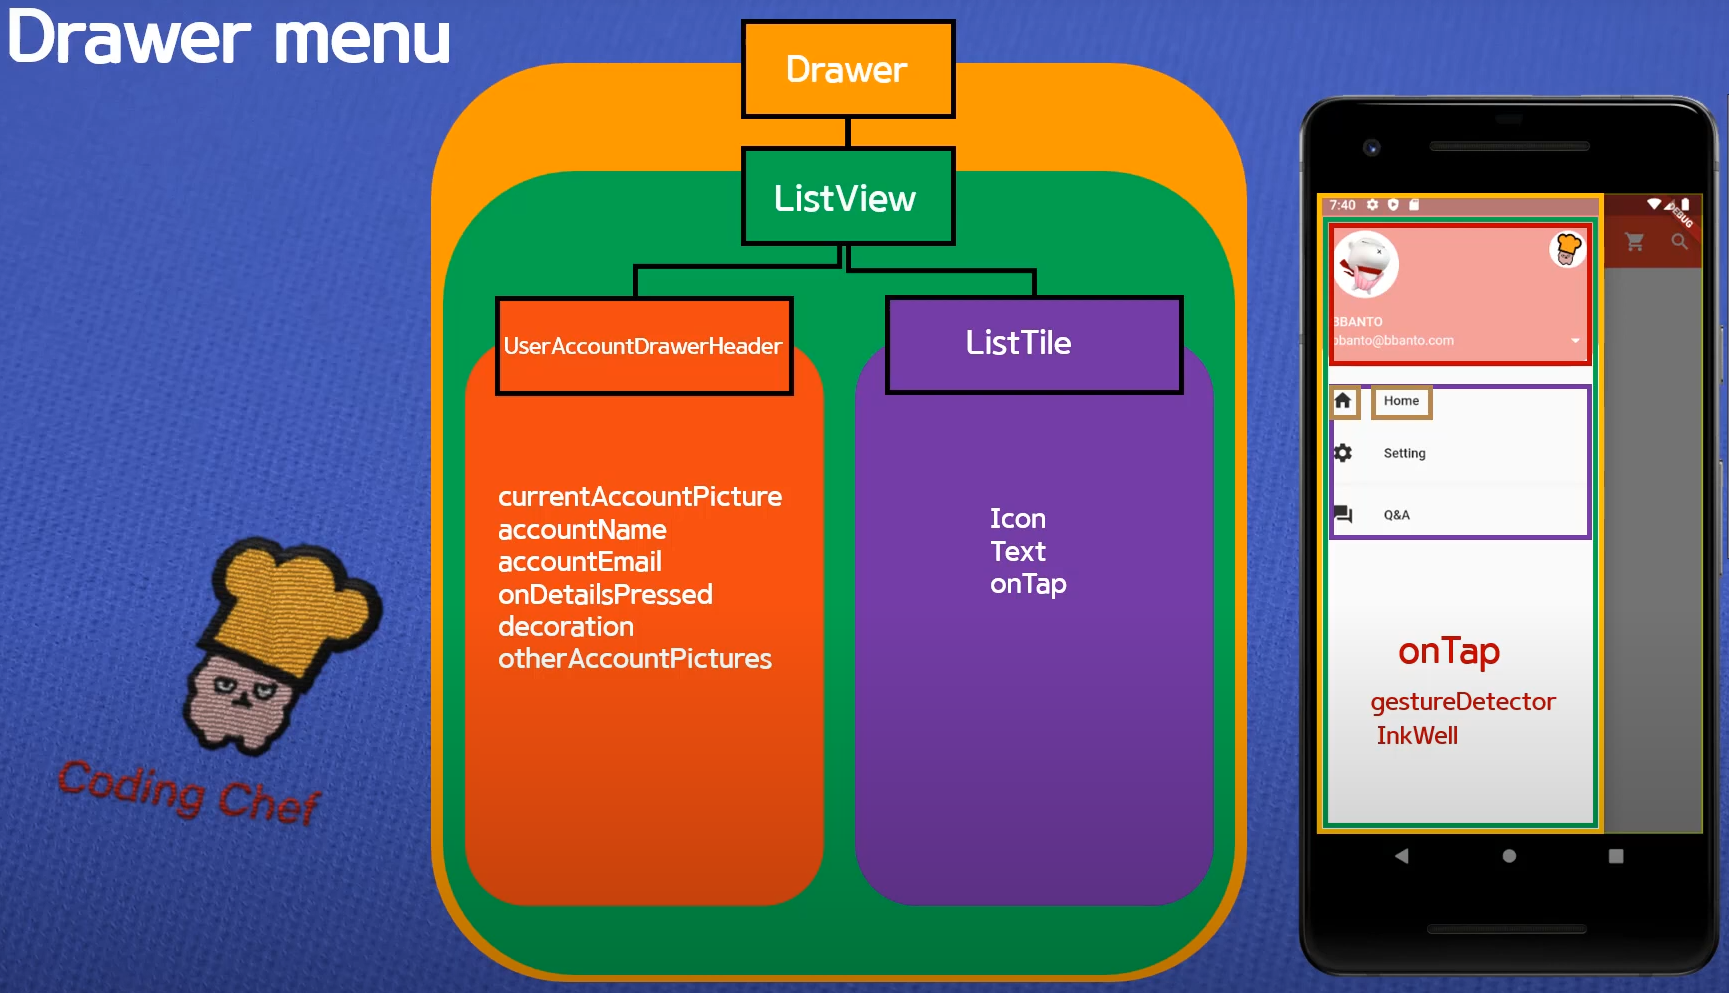 Drawer menu
Drawer
ListView
UserAccountDrawerHeader
ListTile
currentAccountPicture
accountName
accountEmail
onDetailsPressed
decoration
otherAccountPictures
Icon
Text
onTap
Coding Chef
7:40
DEBUG
BBANTO
bbanto@bbanto.com
Home
Setting
Q&A
onTap
gestureDetector
InkWell